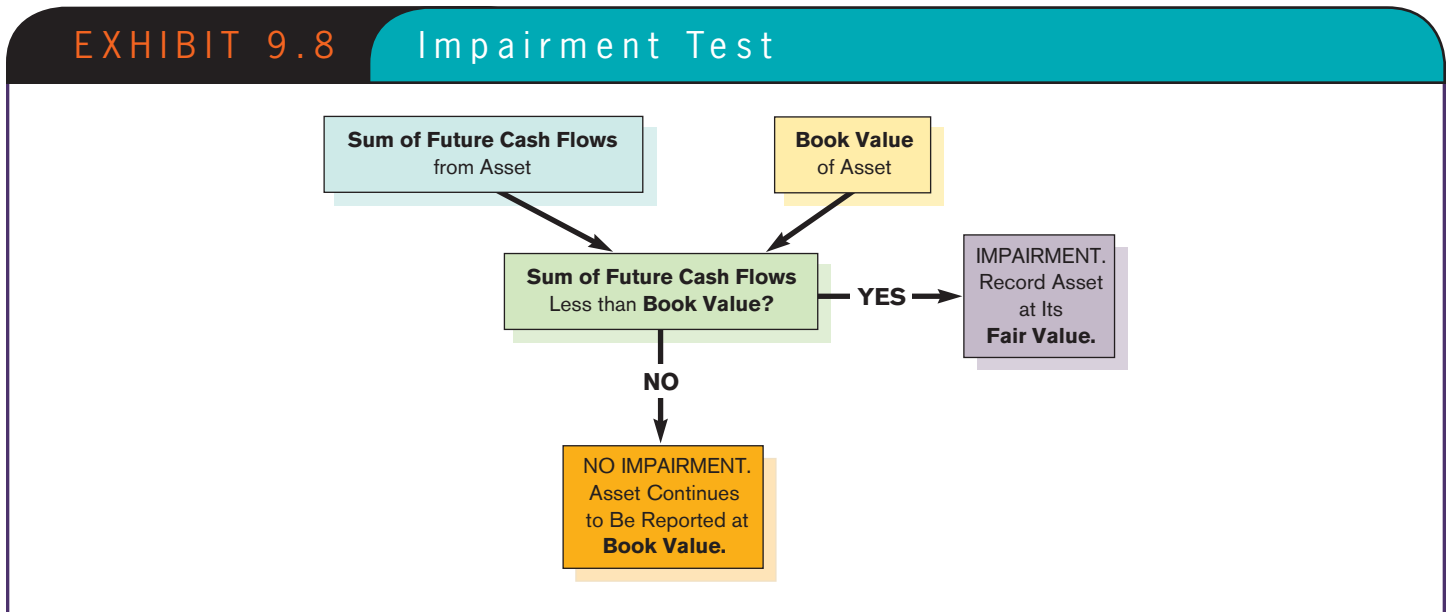 EXHIBIT 9.8 Impairment Test
Sum of Future Cash Flows
from Asset
Book Value
of Asset
Sum of Future Cash Flows
Less than Book Value?
YES
IMPAIRMENT.
Record Asset
at Its
Fair Value.
NO
NO IMPAIRMENT.
Asset Continues
to Be Reported at
Book Value.